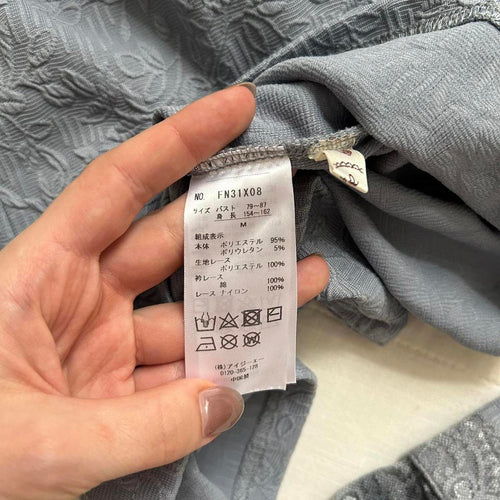 NO. FN31X08
サイズ バスト 79~87
身 長 154~162
M
組成表示
本体 ポリエステル 95%
ポリウレタン 5%
生地レース
ポリエステル 100%
衿レース
綿 100%
レース ナイロン 100%
(株)アイジーエー
0120-365-128
中国製